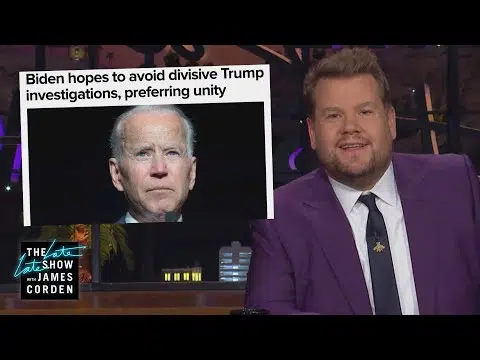 Biden hopes to avoid divisive Trump
investigations, preferring unity
THE Late
Late SHOW
WITH JAMES
CORDEN